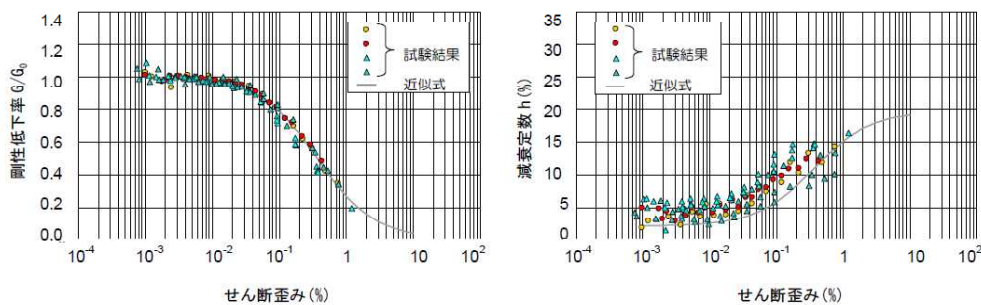 剛性低下率 G/G₀
1.4
1.2
1.0
0.8
0.6
0.4
0.2
0.0
10⁻⁴ 10⁻³ 10⁻² 10⁻¹ 1 10¹ 10²
せん断歪み(%)
試験結果
近似式
減衰定数 h(%)
35
30
25
20
15
10
5
0
10⁻⁴ 10⁻³ 10⁻² 10⁻¹ 1 10¹ 10²
せん断歪み(%)
試験結果
近似式